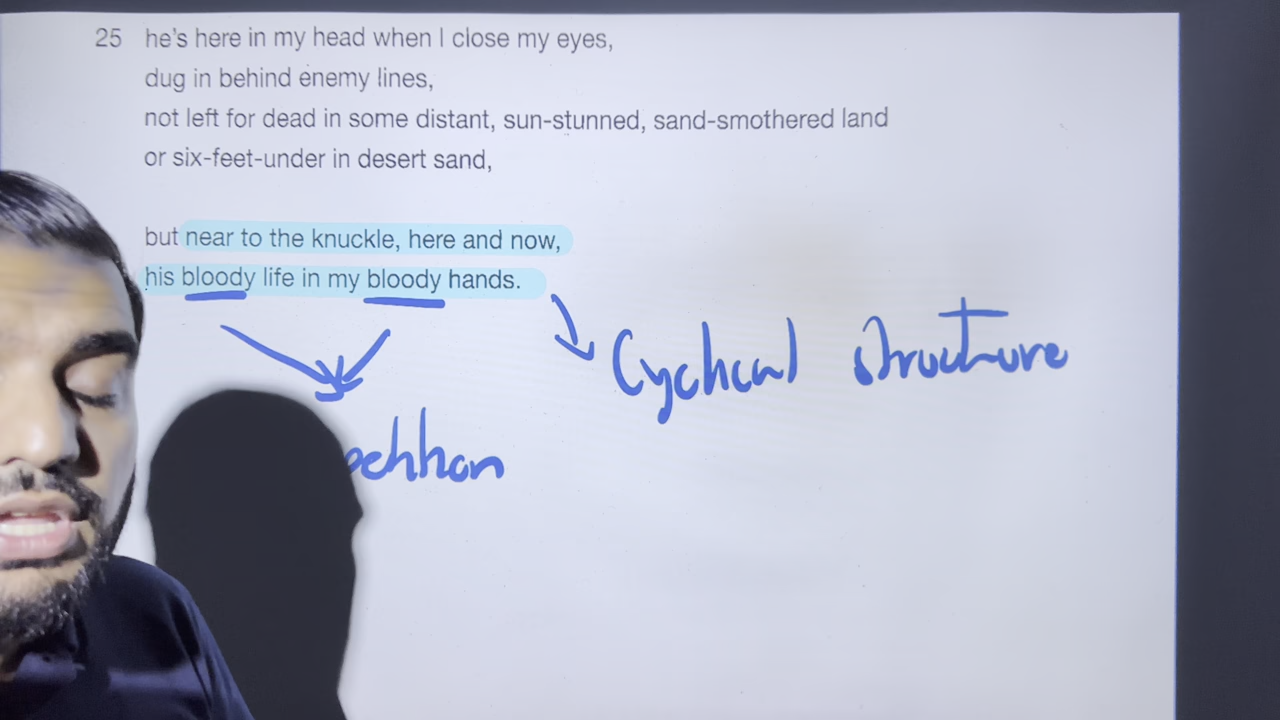 25 he's here in my head when I close my eyes,
dug in behind enemy lines,
not left for dead in some distant, sun-stunned, sand-smothered land
or six-feet-under in desert sand,
but near to the knuckle, here and now,
his bloody life in my bloody hands.
Cyclical structure